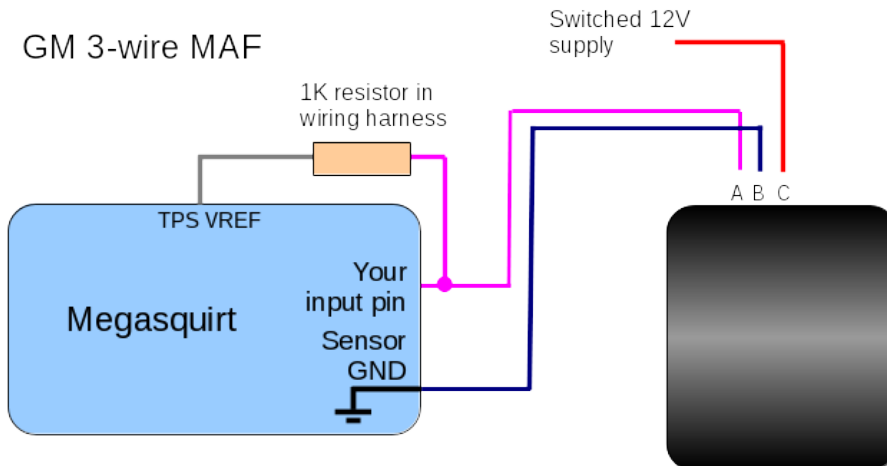 GM 3-wire MAF
Switched 12V
supply
1K resistor in
wiring harness
A B C
TPS VREF
Your
input pin
Megasquirt
Sensor
GND